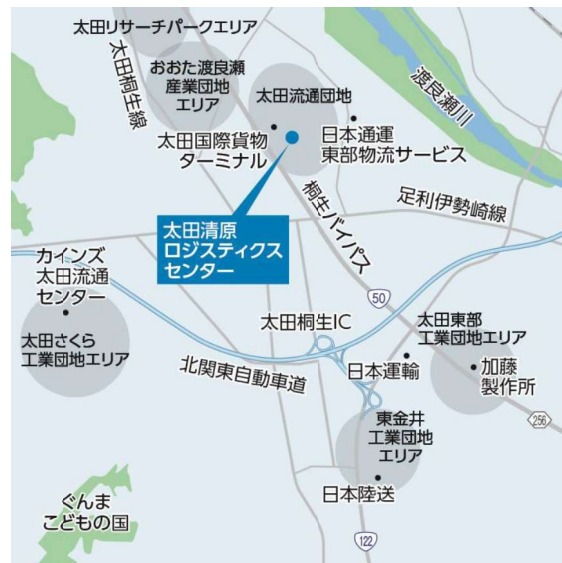 太田リサーチパークエリア
太田桐生線
おおた渡良瀬
産業団地
エリア
太田流通団地
渡良瀬川
太田国際貨物
ターミナル
日本通運
東部物流サービス
桐生バイパス
足利伊勢崎線
太田清原
ロジスティクス
センター
カインズ
太田流通
センター
太田さくら
工業団地エリア
50
太田桐生IC
太田東部
工業団地エリア
北関東自動車道
日本運輸
加藤
製作所
256
東金井
工業団地
エリア
日本陸送
ぐんま
こどもの国
122